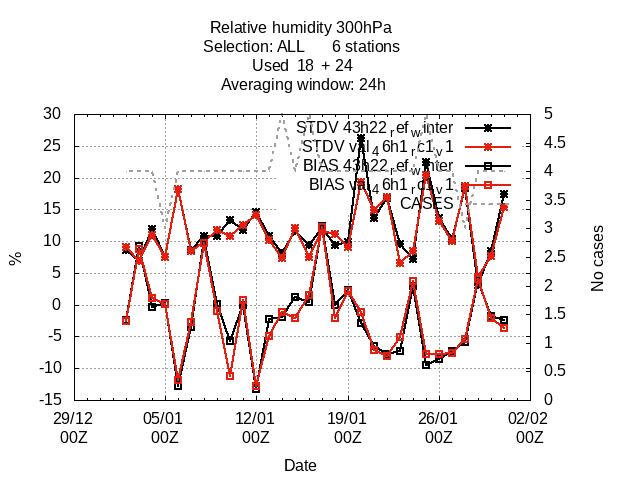 Relative humidity 300hPa
Selection: ALL 6 stations
Used 18 + 24
Averaging window: 24h
30
25
20
15
10
5
0
-5
-10
-15
%
5
4.5
4
3.5
3
2.5
2
1.5
1
0.5
0
No cases
STDV 43h22refwinter
BIAS 43h22refwinter
CASES
29/12 05/01 12/01 19/01 26/01 02/02
00Z 00Z 00Z 00Z 00Z 00Z
Date